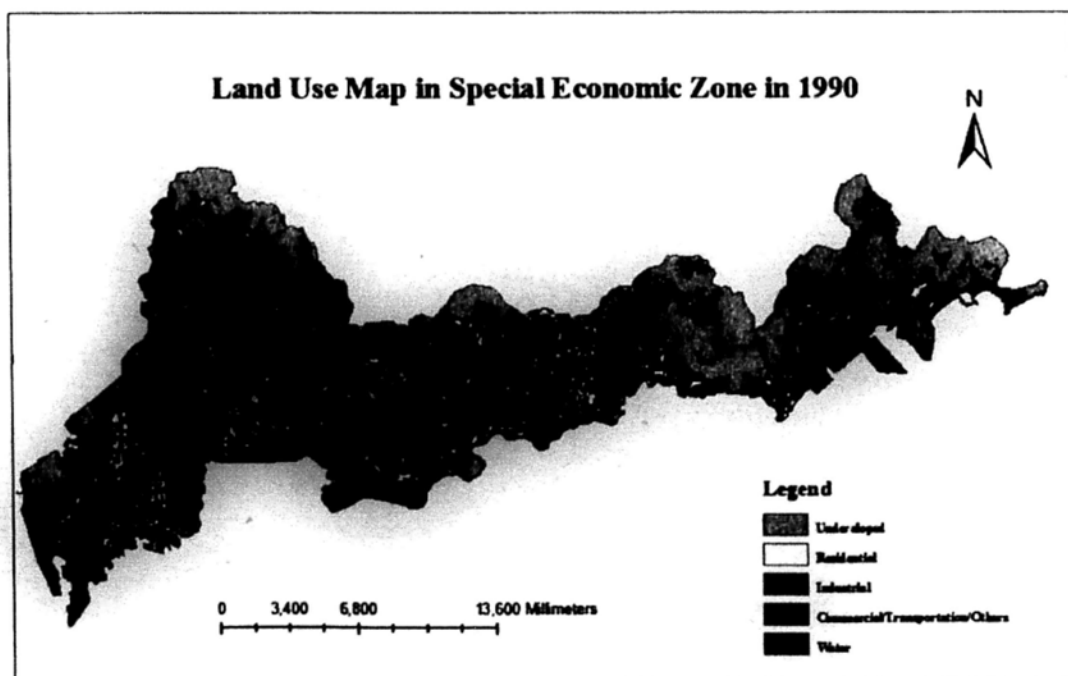 Land Use Map in Special Economic Zone in 1990
N
Legend
Residential
Industrial
Commercial/Transportation/Others
Water
0 3,400 6,800 13,600 Millimeters